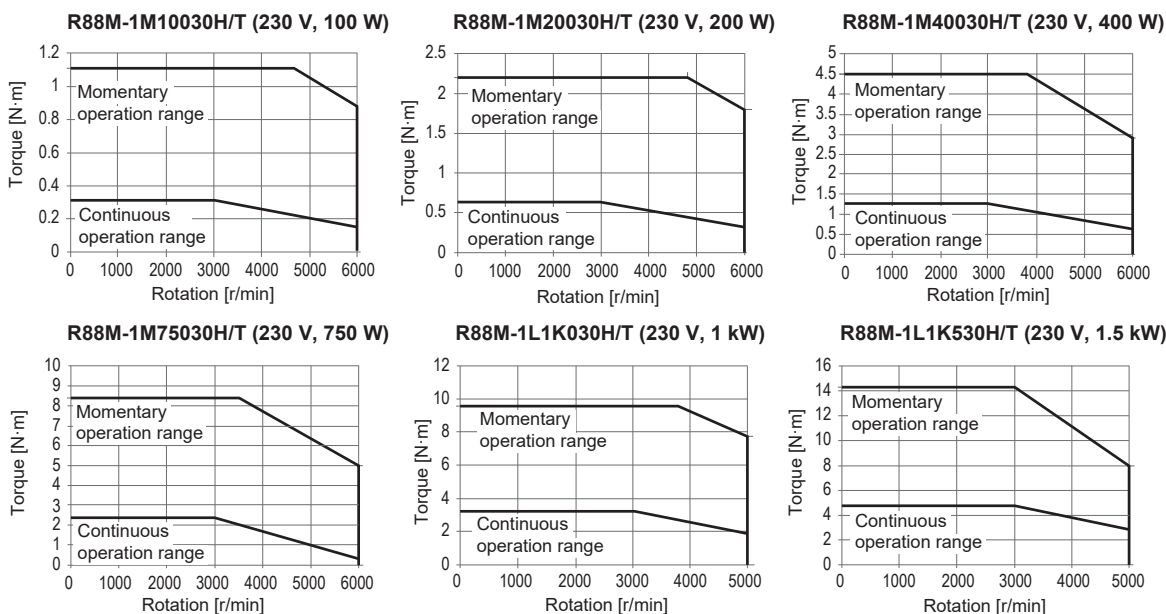 R88M-1M10030H/T (230 V, 100 W)
1.2
1
0.8
0.6
0.4
0.2
0
Torque [N·m]
Momentary
operation range
Continuous
operation range
0 1000 2000 3000 4000 5000 6000
Rotation [r/min]
R88M-1M20030H/T (230 V, 200 W)
2.5
2
1.5
1
0.5
0
Torque [N·m]
Momentary
operation range
Continuous
operation range
0 1000 2000 3000 4000 5000 6000
Rotation [r/min]
R88M-1M40030H/T (230 V, 400 W)
5
4.5
4
3.5
3
2.5
2
1.5
1
0.5
0
Torque [N·m]
Momentary
operation range
Continuous
operation range
0 1000 2000 3000 4000 5000 6000
Rotation [r/min]
R88M-1M75030H/T (230 V, 750 W)
10
9
8
7
6
5
4
3
2
1
0
Torque [N·m]
Momentary
operation range
Continuous
operation range
0 1000 2000 3000 4000 5000 6000
Rotation [r/min]
R88M-1L1K030H/T (230 V, 1 kW)
12
10
8
6
4
2
0
Torque [N·m]
Momentary
operation range
Continuous
operation range
0 1000 2000 3000 4000 5000
Rotation [r/min]
R88M-1L1K530H/T (230 V, 1.5 kW)
16
14
12
10
8
6
4
2
0
Torque [N·m]
Momentary
operation range
Continuous
operation range
0 1000 2000 3000 4000 5000
Rotation [r/min]